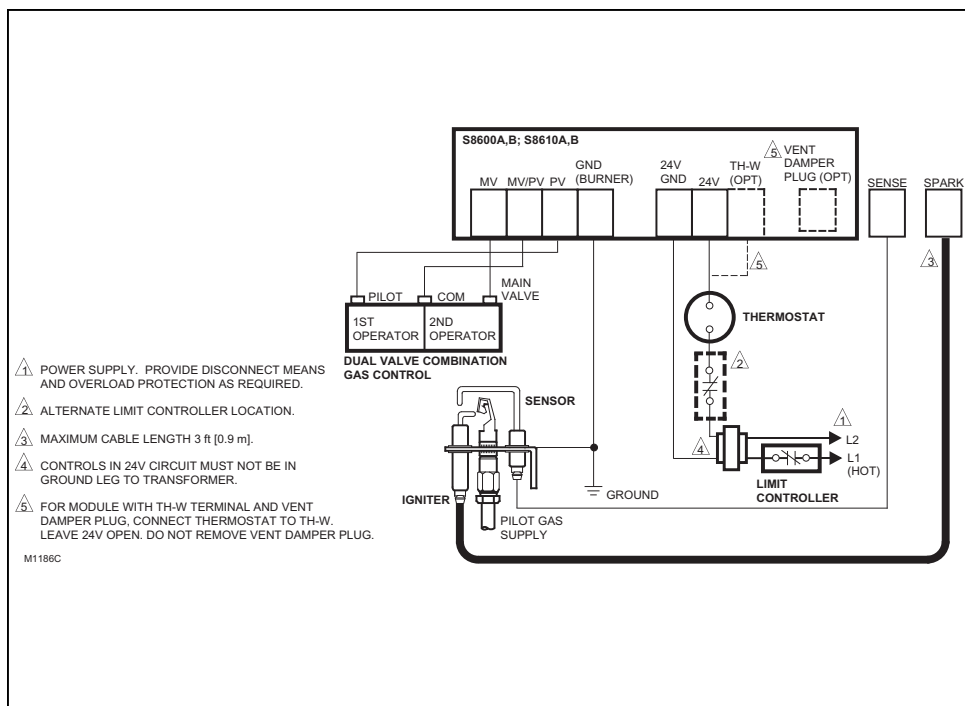 S8600A,B; S8610A,B
MV
MV/PV
PV
GND
(BURNER)
24V
GND
24V
TH-W
(OPT)
5
VENT
DAMPER
PLUG (OPT)
SENSE
SPARK
3
5
PILOT
COM
MAIN
VALVE
1ST
OPERATOR
2ND
OPERATOR
DUAL VALVE COMBINATION
GAS CONTROL
THERMOSTAT
2
1
L2
4
L1
(HOT)
LIMIT
CONTROLLER
SENSOR
IGNITER
GROUND
PILOT GAS
SUPPLY
1 POWER SUPPLY. PROVIDE DISCONNECT MEANS
AND OVERLOAD PROTECTION AS REQUIRED.
2 ALTERNATE LIMIT CONTROLLER LOCATION.
3 MAXIMUM CABLE LENGTH 3 ft [0.9 m].
4 CONTROLS IN 24V CIRCUIT MUST NOT BE IN
GROUND LEG TO TRANSFORMER.
5 FOR MODULE WITH TH-W TERMINAL AND VENT
DAMPER PLUG, CONNECT THERMOSTAT TO TH-W.
LEAVE 24V OPEN. DO NOT REMOVE VENT DAMPER PLUG.
M1186C